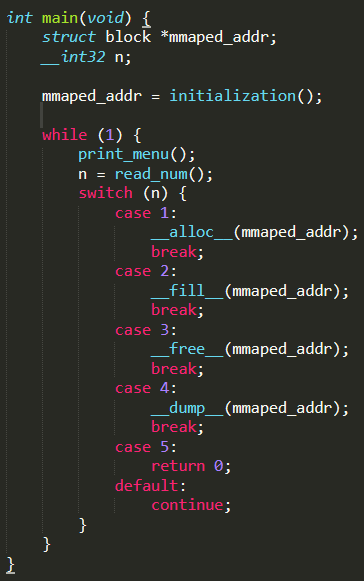 int main(void) {
    struct block *mmaped_addr;
    __int32 n;

    mmaped_addr = initialization();

    while (1) {
        print_menu();
        n = read_num();
        switch (n) {
            case 1:
                __alloc__(mmaped_addr);
                break;
            case 2:
                __fill__(mmaped_addr);
                break;
            case 3:
                __free__(mmaped_addr);
                break;
            case 4:
                __dump__(mmaped_addr);
                break;
            case 5:
                return 0;
            default:
                continue;
        }
    }
}